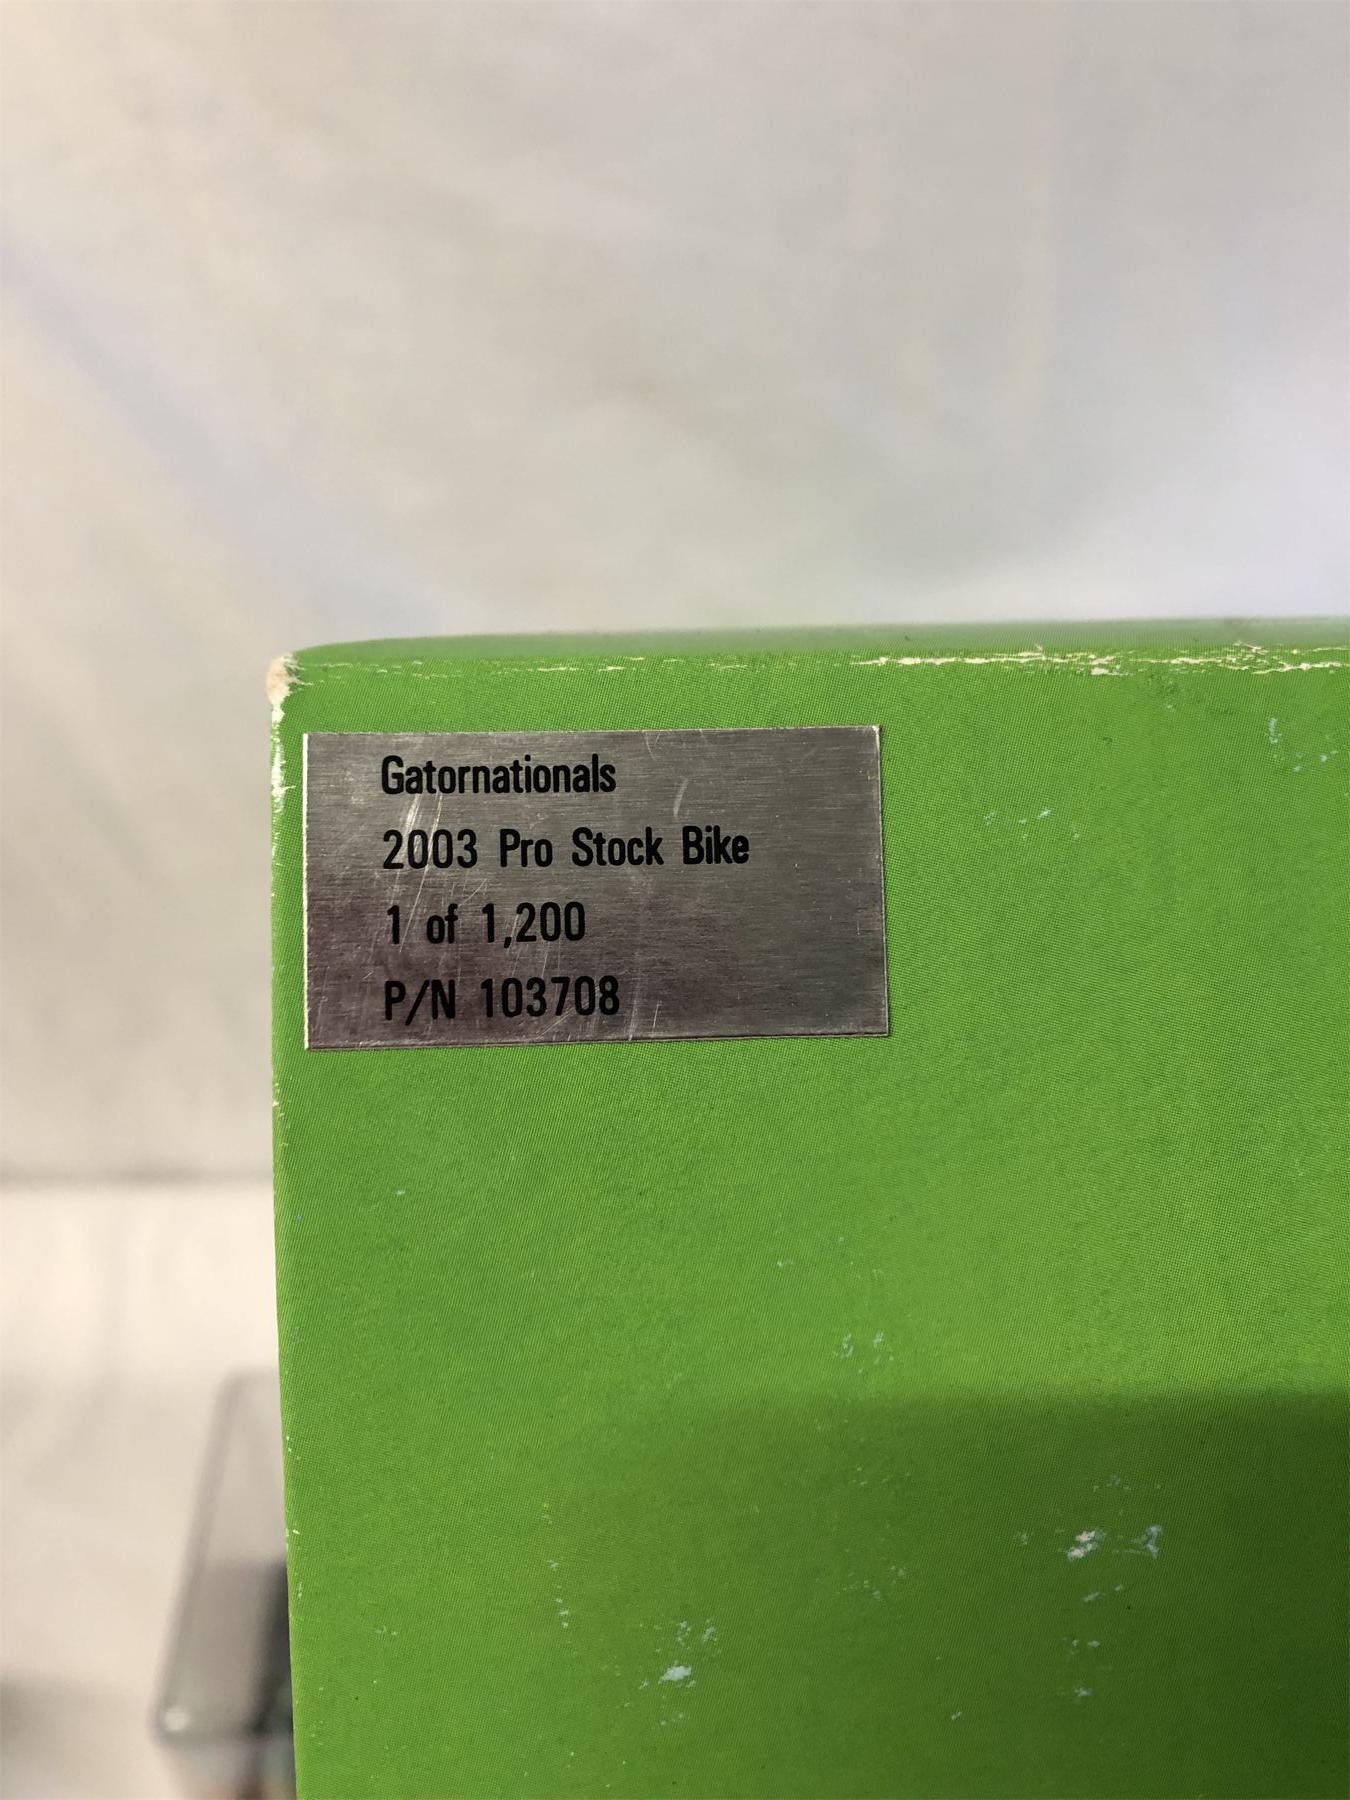 Gatornationals
2003 Pro Stock Bike
1 of 1,200
P/N 103708